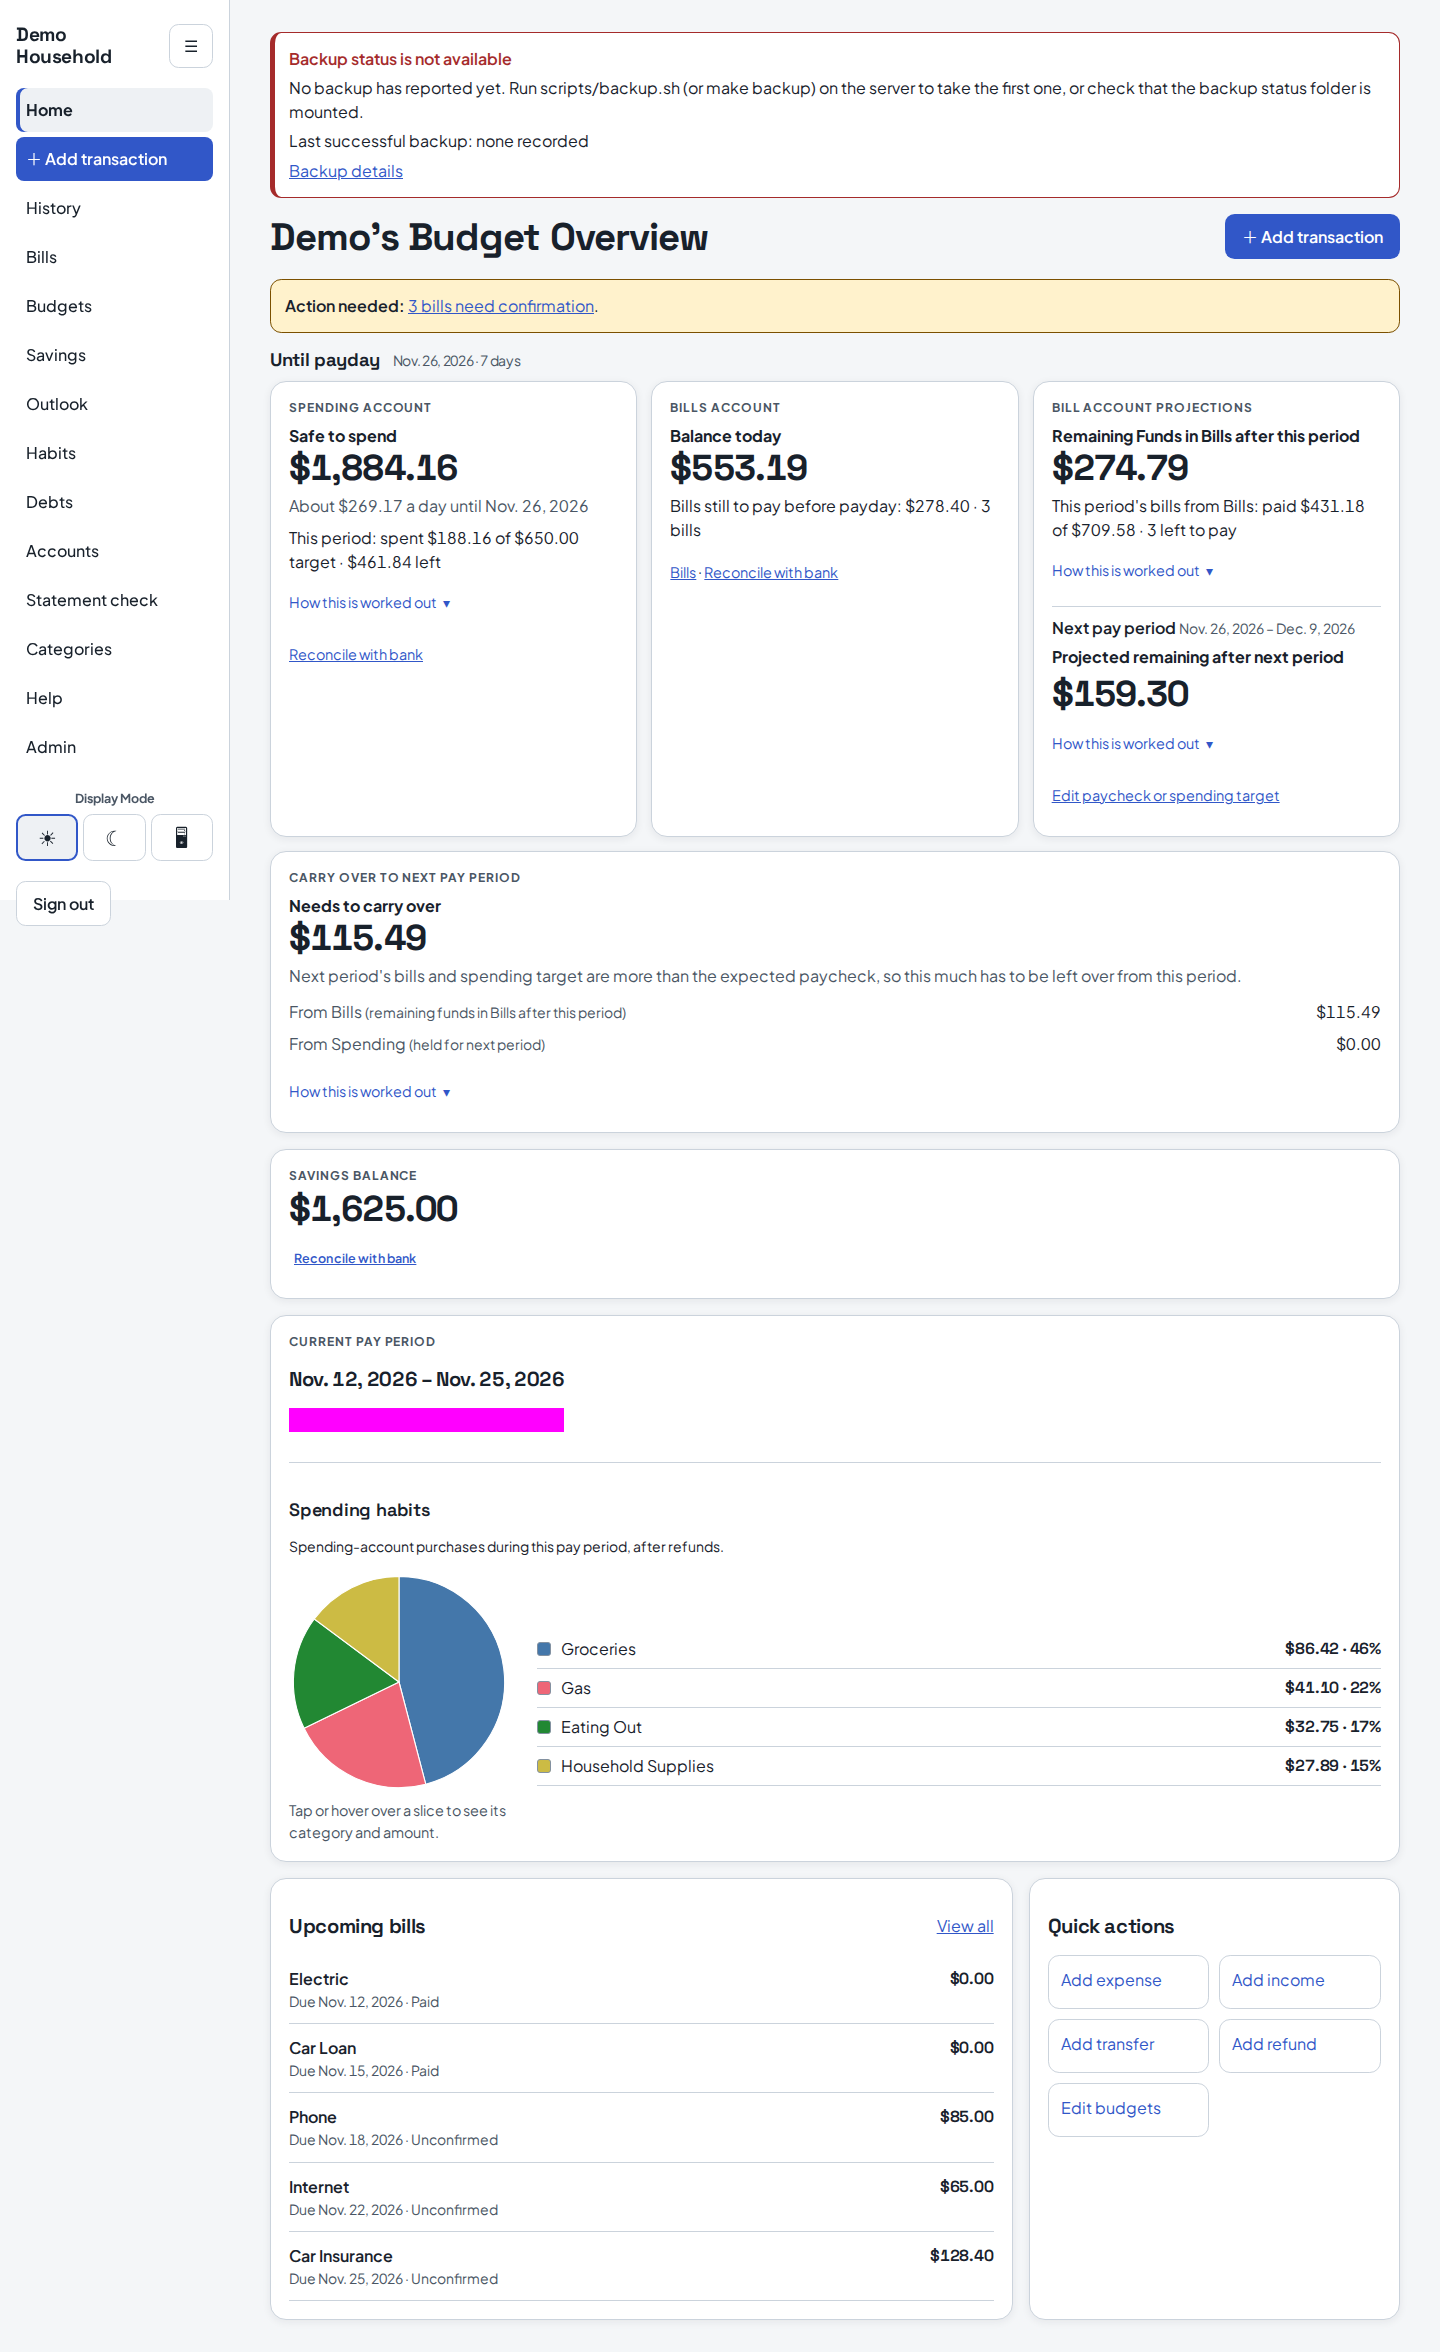 Demo
Household
☰
Home
+ Add transaction
History
Bills
Budgets
Savings
Outlook
Habits
Debts
Accounts
Statement check
Categories
Help
Admin
Display Mode
Sign out
Backup status is not available
No backup has reported yet. Run scripts/backup.sh (or make backup) on the server to take the first one, or check that the backup status folder is
mounted.
Last successful backup: none recorded
Backup details
Demo's Budget Overview
+ Add transaction
Action needed: 3 bills need confirmation.
Until payday Nov. 26, 2026 · 7 days
SPENDING ACCOUNT
Safe to spend
$1,884.16
About $269.17 a day until Nov. 26, 2026
This period: spent $188.16 of $650.00
target · $461.84 left
How this is worked out ▾
Reconcile with bank
BILLS ACCOUNT
Balance today
$553.19
Bills still to pay before payday: $278.40 · 3
bills
Bills · Reconcile with bank
BILL ACCOUNT PROJECTIONS
Remaining Funds in Bills after this period
$274.79
This period's bills from Bills: paid $431.18
of $709.58 · 3 left to pay
How this is worked out ▾
Next pay period Nov. 26, 2026 – Dec. 9, 2026
Projected remaining after next period
$159.30
How this is worked out ▾
Edit paycheck or spending target
CARRY OVER TO NEXT PAY PERIOD
Needs to carry over
$115.49
Next period's bills and spending target are more than the expected paycheck, so this much has to be left over from this period.
From Bills (remaining funds in Bills after this period) $115.49
From Spending (held for next period) $0.00
How this is worked out ▾
SAVINGS BALANCE
$1,625.00
Reconcile with bank
CURRENT PAY PERIOD
Nov. 12, 2026 – Nov. 25, 2026
Spending habits
Spending-account purchases during this pay period, after refunds.
Groceries $86.42 · 46%
Gas $41.10 · 22%
Eating Out $32.75 · 17%
Household Supplies $27.89 · 15%
Tap or hover over a slice to see its
category and amount.
Upcoming bills View all
Electric $0.00
Due Nov. 12, 2026 · Paid
Car Loan $0.00
Due Nov. 15, 2026 · Paid
Phone $85.00
Due Nov. 18, 2026 · Unconfirmed
Internet $65.00
Due Nov. 22, 2026 · Unconfirmed
Car Insurance $128.40
Due Nov. 25, 2026 · Unconfirmed
Quick actions
Add expense Add income
Add transfer Add refund
Edit budgets